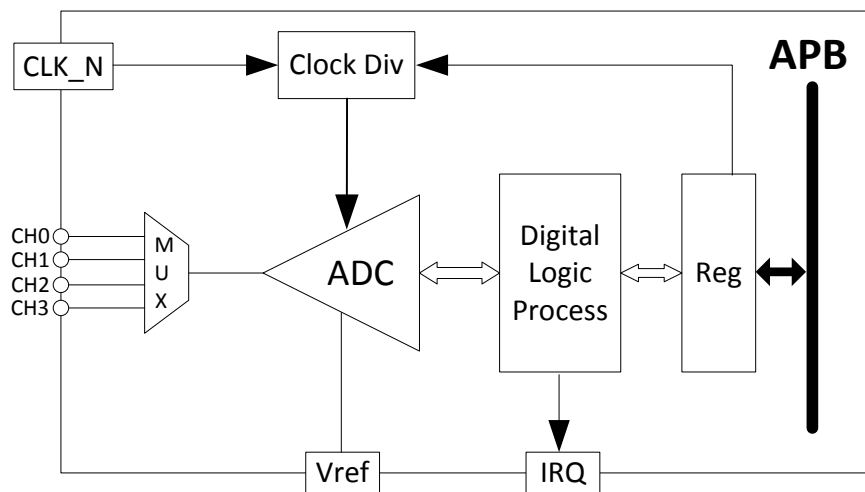 APB
CLK_N
Clock Div
CH0
CH1
CH2
CH3
M
U
X
ADC
Digital
Logic
Process
Reg
Vref
IRQ